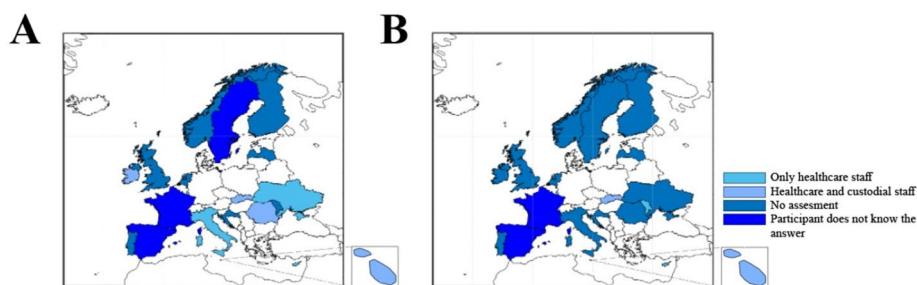 A
B
Only healthcare staff
Healthcare and custodial staff
No assesment
Participant does not know the
answer